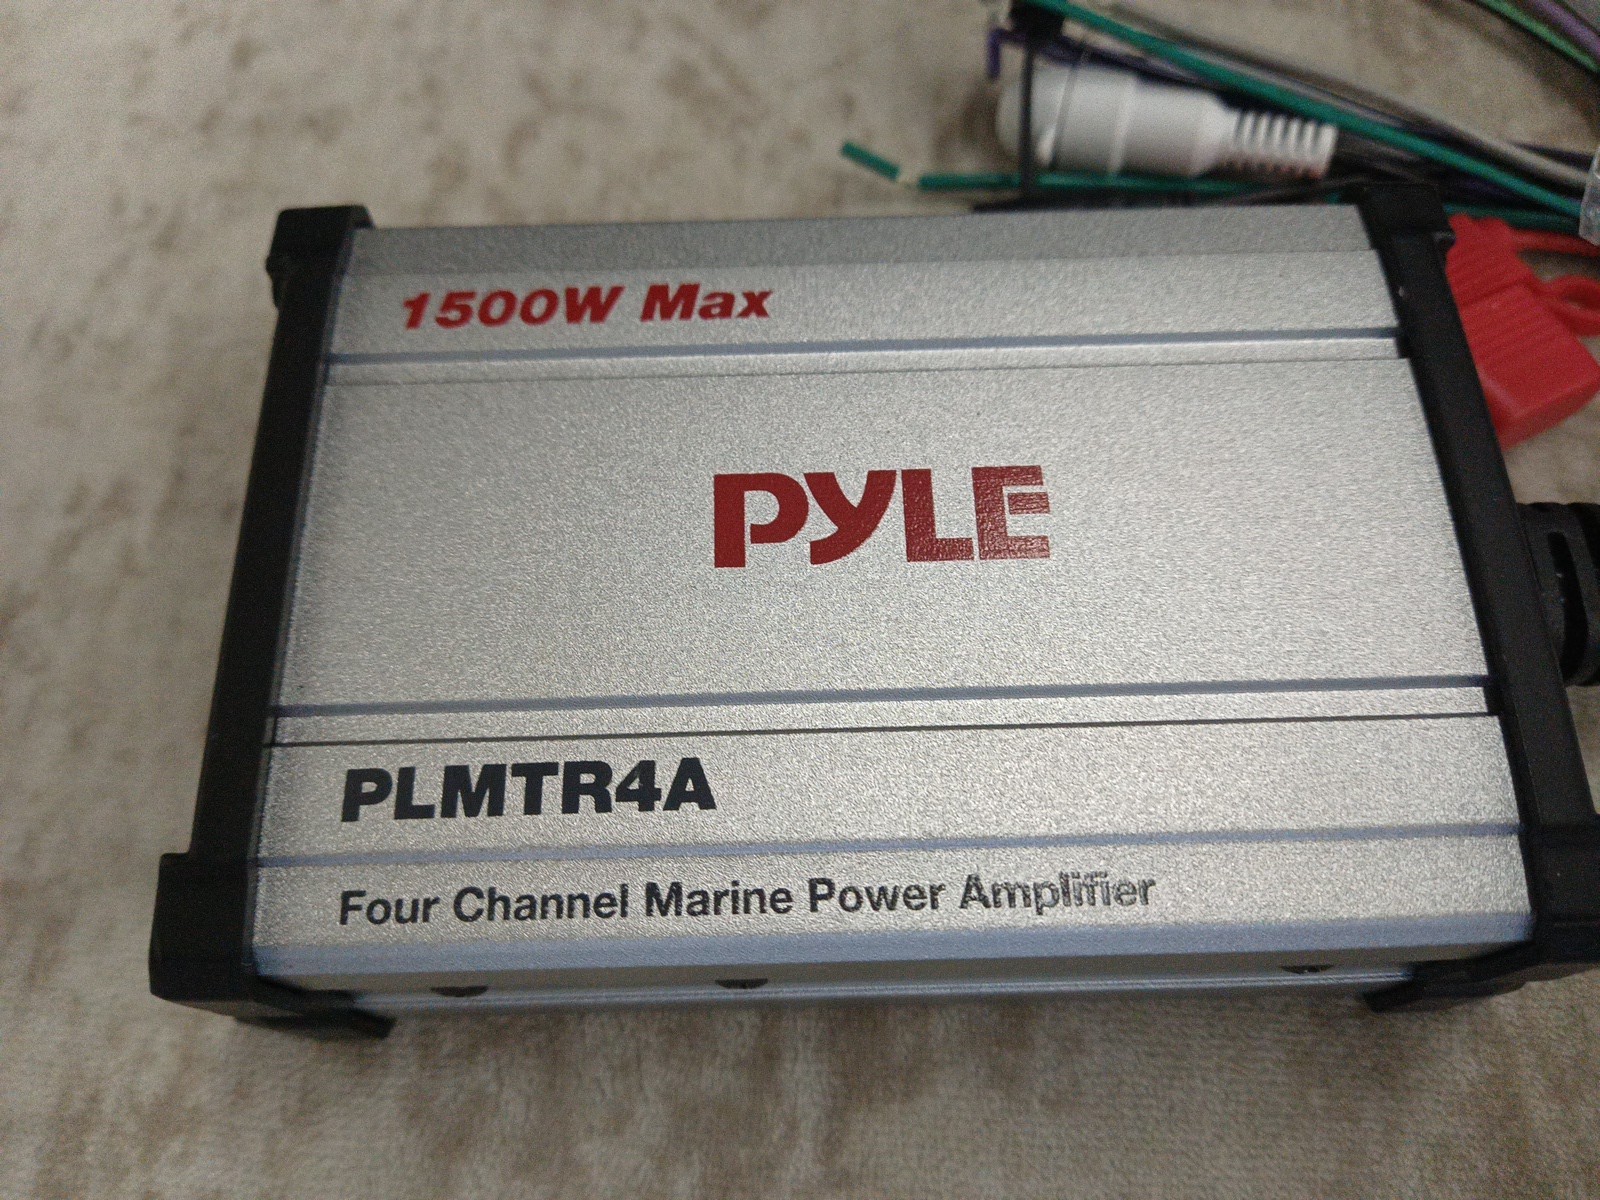 1500W Max
PYLE
PLMTR4A
Four Channel Marine Power Amplifier